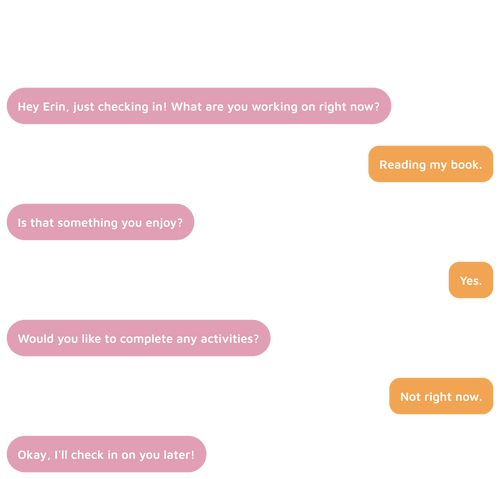 Hey Erin, just checking in! What are you working on right now?
Reading my book.
Is that something you enjoy?
Yes.
Would you like to complete any activities?
Not right now.
Okay, I'll check in on you later!